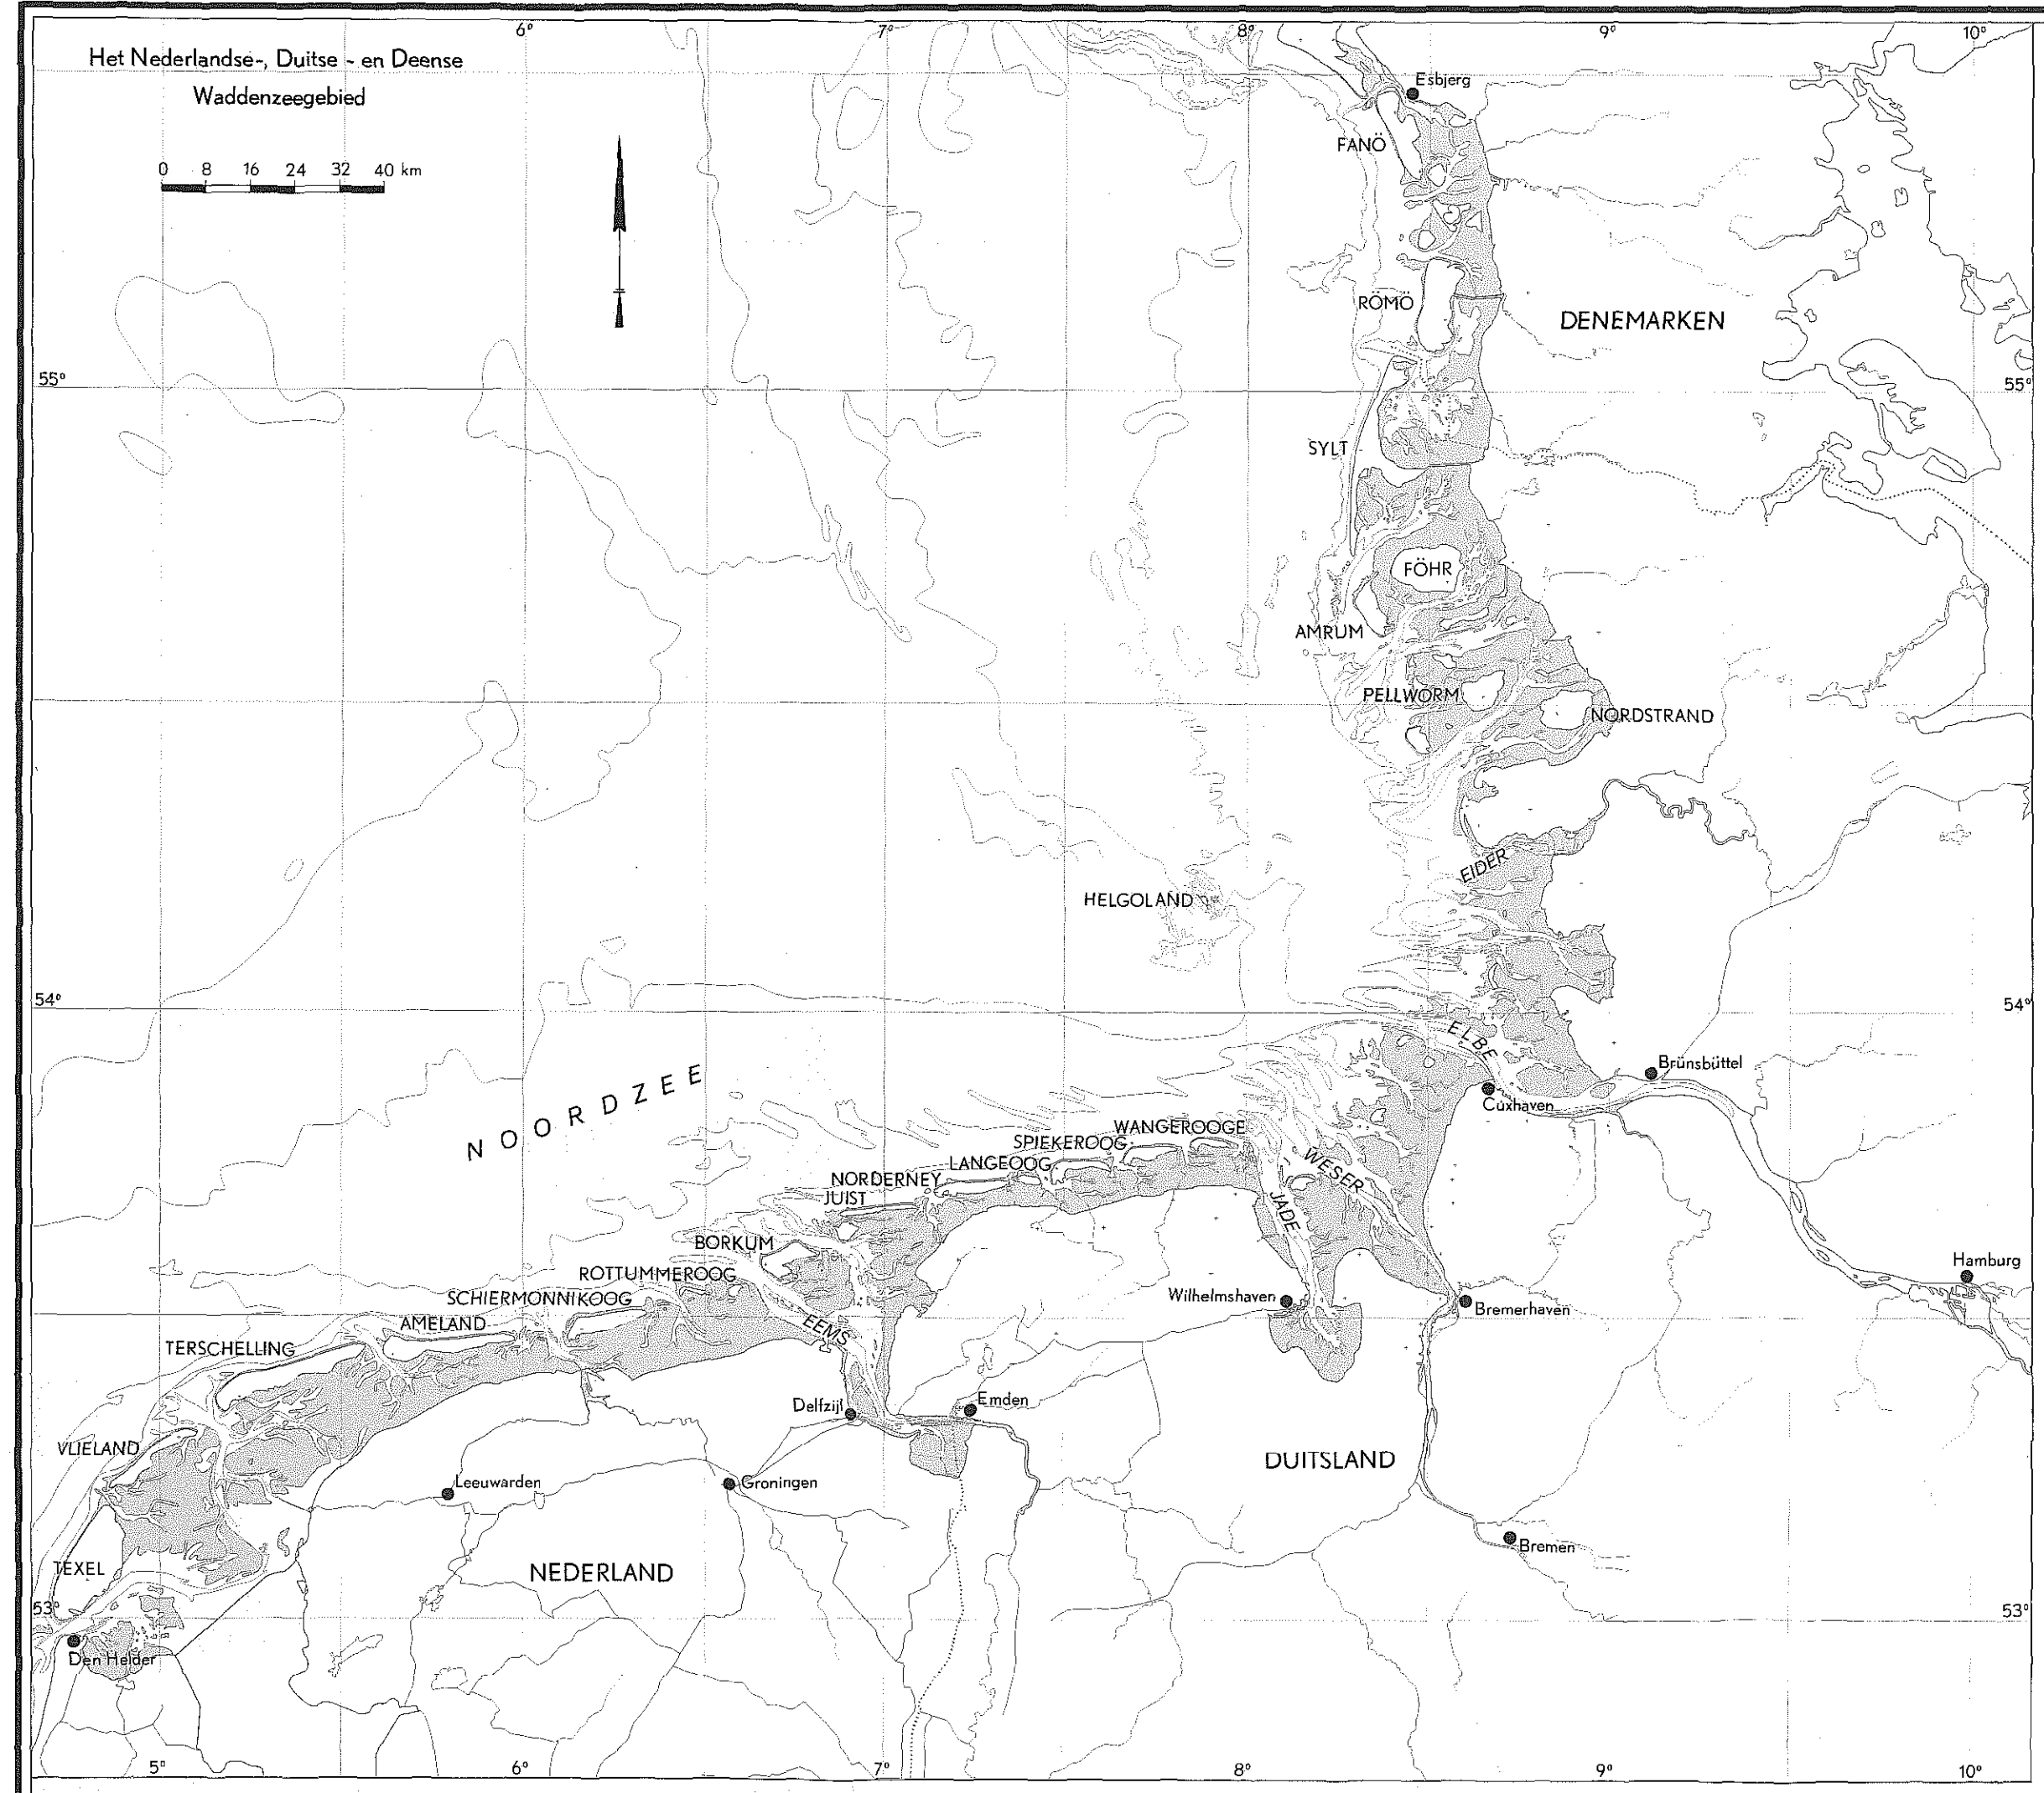 Het Nederlandse-, Duitse - en Deense
Waddenzeegebied
0 8 16 24 32 40 km
6° 7° 8° 9° 10°
Esbjerg
FANÖ
RÖMÖ
DENEMARKEN
55° 55°
SYLT
FÖHR
AMRUM
PELLWORM
NORDSTRAND
EIDER
HELGOLAND
54° 54°
ELBE
Brünsbüttel
Cuxhaven
NOORDZEE
WANGEROOGE
SPIEKEROOG
LANGEOOG
NORDERNEY
JUIST
WESER
JADE
BORKUM
ROTTUMMEROOG
SCHIERMONNIKOOG
AMELAND
TERSCHELLING
EEMS
Hamburg
Wilhelmshaven
Bremerhaven
Delfzijl
Emden
VLIELAND
Leeuwarden
Groningen
DUITSLAND
Bremen
TEXEL
NEDERLAND
53° 53°
Den Helder
5° 6° 7° 8° 9° 10°